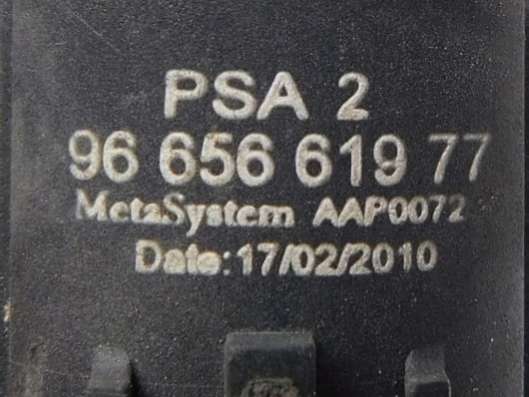 PSA 2
96 656 619 77
MetaSystem AAP0072
Date: 17/02/2010